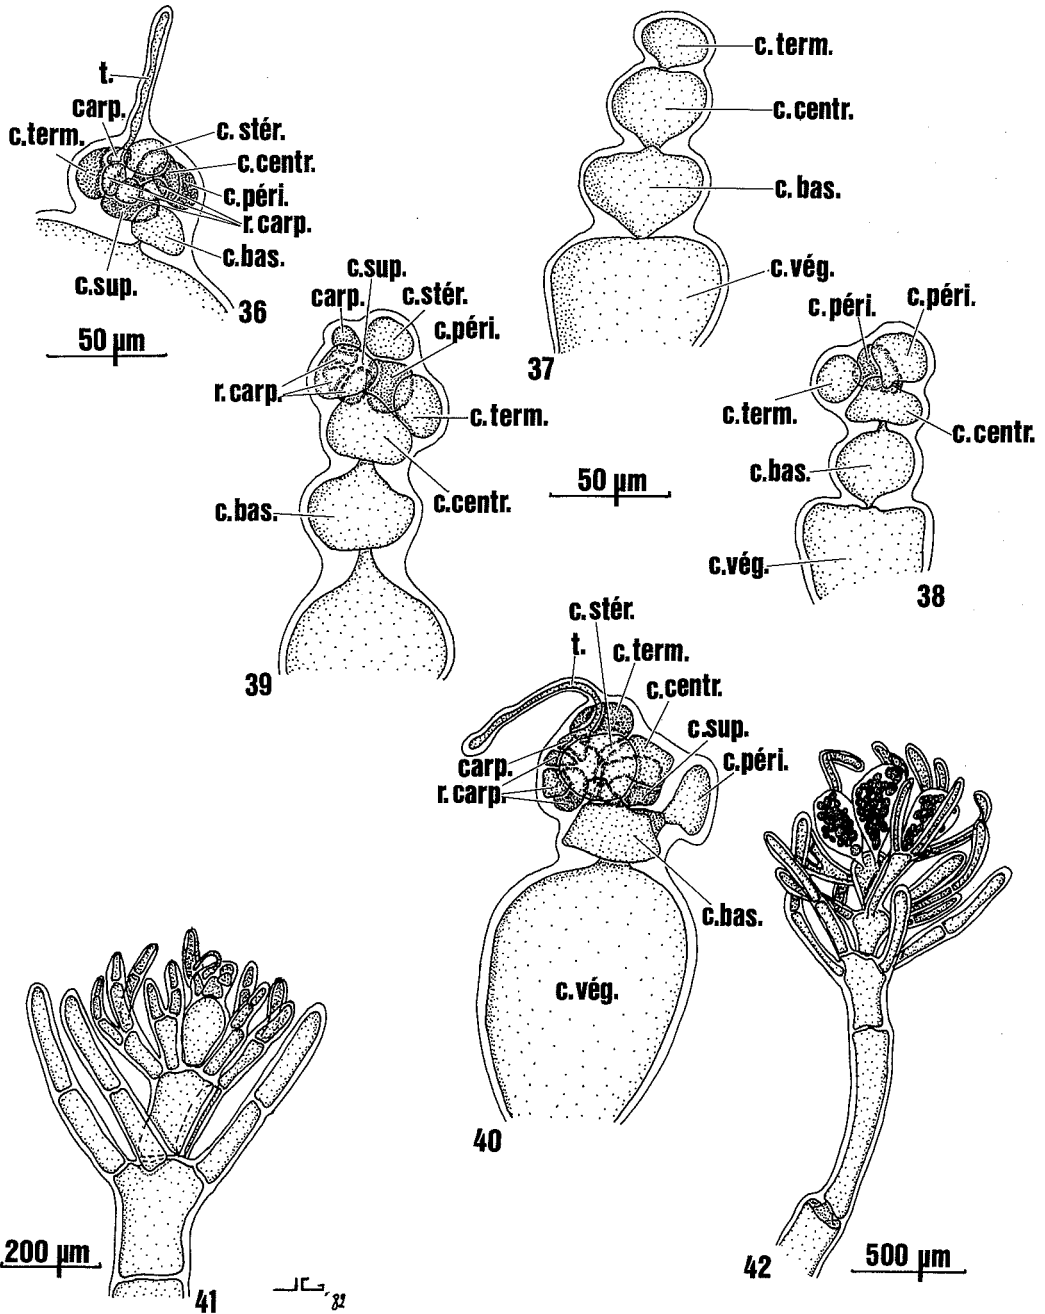 t.
carp.
c.term.
c. stér.
c.centr.
c.péri.
r.carp.
c.bas.
c.sup.
36
50 µm
c. term.
c.centr.
c. bas.
c.vég.
37
c.péri.
c.péri.
c.term.
c.centr.
c.bas.
c.vég.
38
c.sup.
carp.
c.stér.
c.péri.
r.carp.
c.term.
c.centr.
c.bas.
39
50 µm
c.stér.
t.
c.term.
c.centr.
c.sup.
c.péri.
carp.
r.carp.
c.bas.
c.vég.
40
200 µm
41
82
42
500 µm